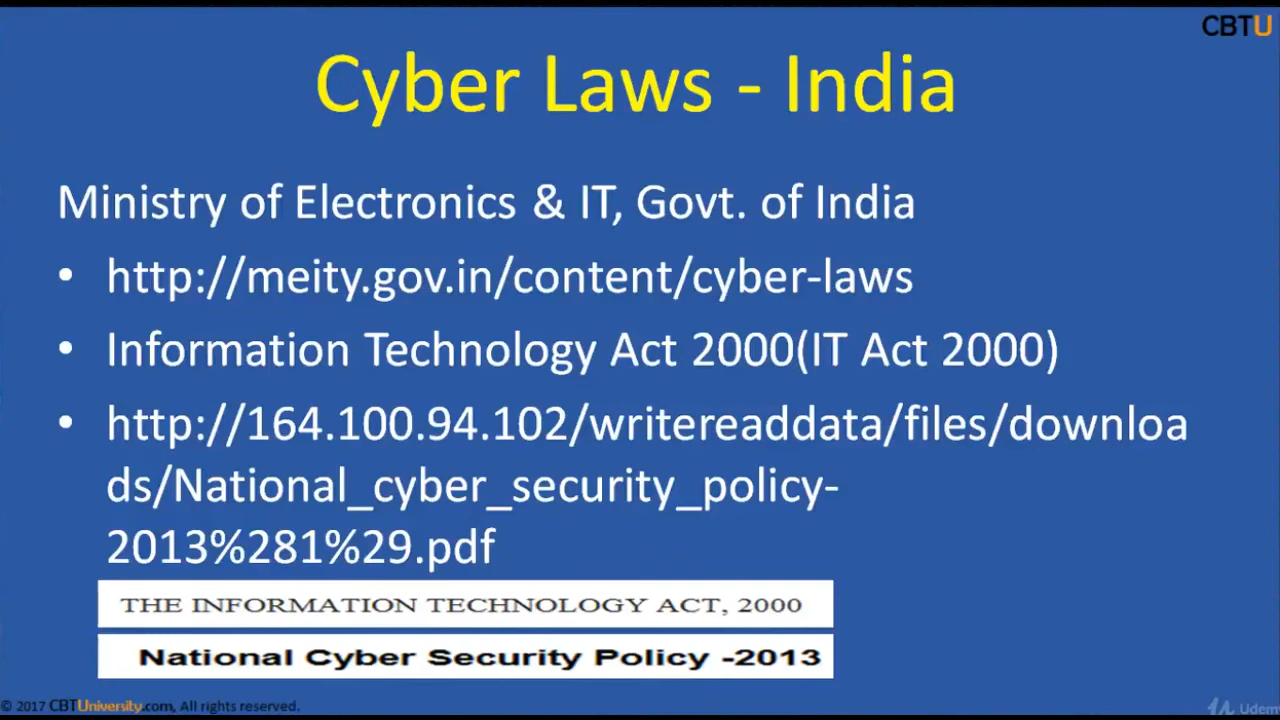 CBTU
Cyber Laws - India
Ministry of Electronics & IT, Govt. of India
• http://meity.gov.in/content/cyber-laws
• Information Technology Act 2000(IT Act 2000)
• http://164.100.94.102/writereaddata/files/downloa
ds/National_cyber_security_policy-
2013%281%29.pdf
THE INFORMATION TECHNOLOGY ACT, 2000
National Cyber Security Policy -2013
© 2017 CBTUniversity.com, All rights reserved.